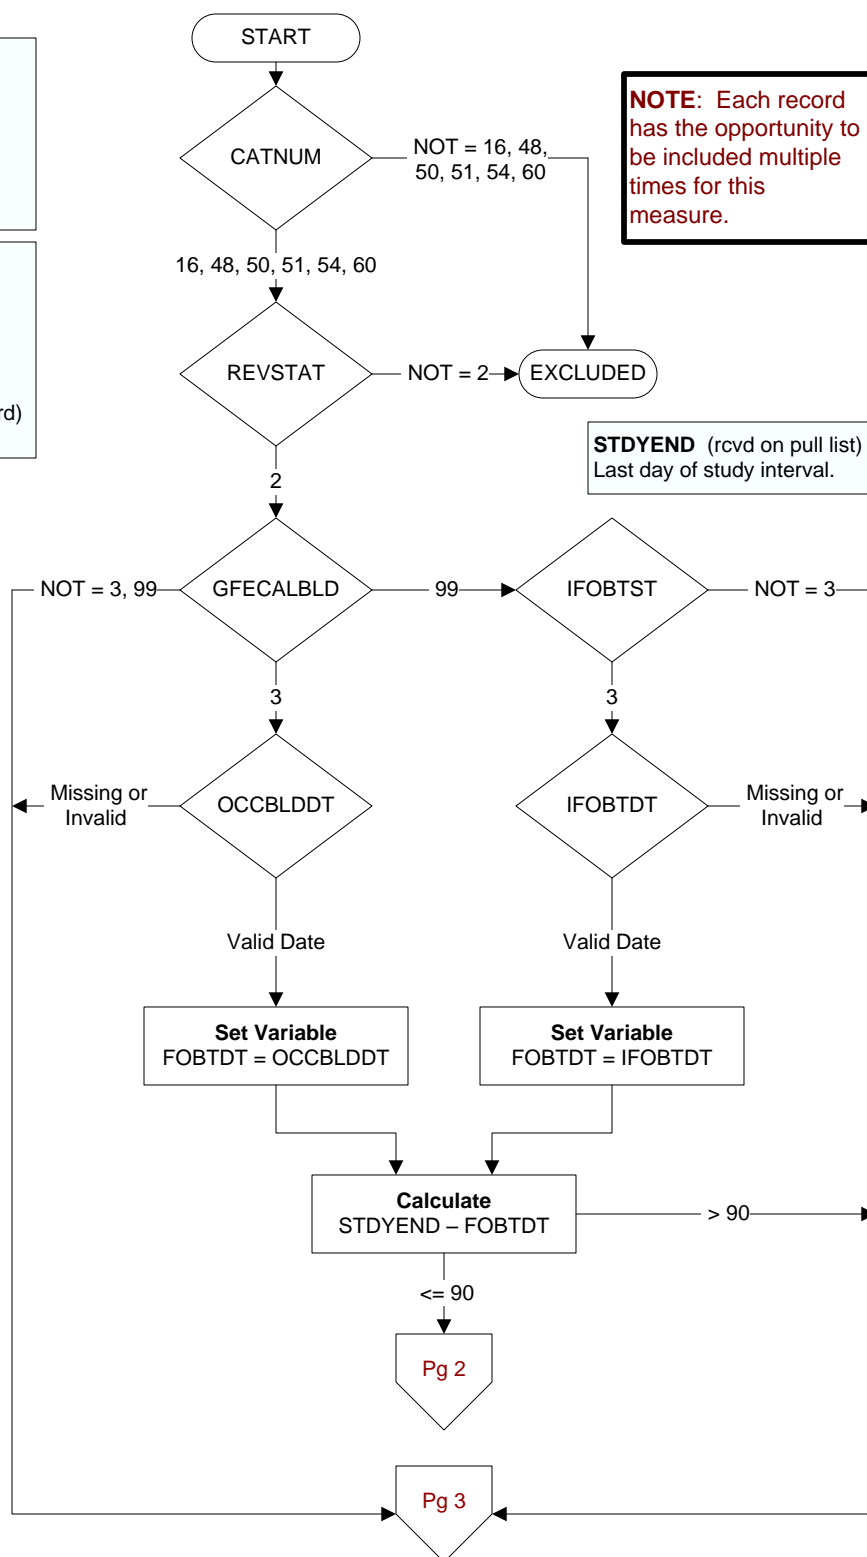 START
NOTE: Each record
has the opportunity to
be included multiple
times for this
measure.
CATNUM
NOT = 16, 48,
50, 51, 54, 60
16, 48, 50, 51, 54, 60
REVSTAT
NOT = 2
EXCLUDED
rd)
STDYEND (rcvd on pull list)
Last day of study interval.
2
NOT = 3, 99
GFECALBLD
99
IFOBTST
NOT = 3
3
3
Missing or
Invalid
OCCBLDDT
IFOBTDT
Missing or
Invalid
Valid Date
Valid Date
Set Variable
FOBTDT = OCCBLDDT
Set Variable
FOBTDT = IFOBTDT
Calculate
STDYEND – FOBTDT
> 90
<= 90
Pg 2
Pg 3